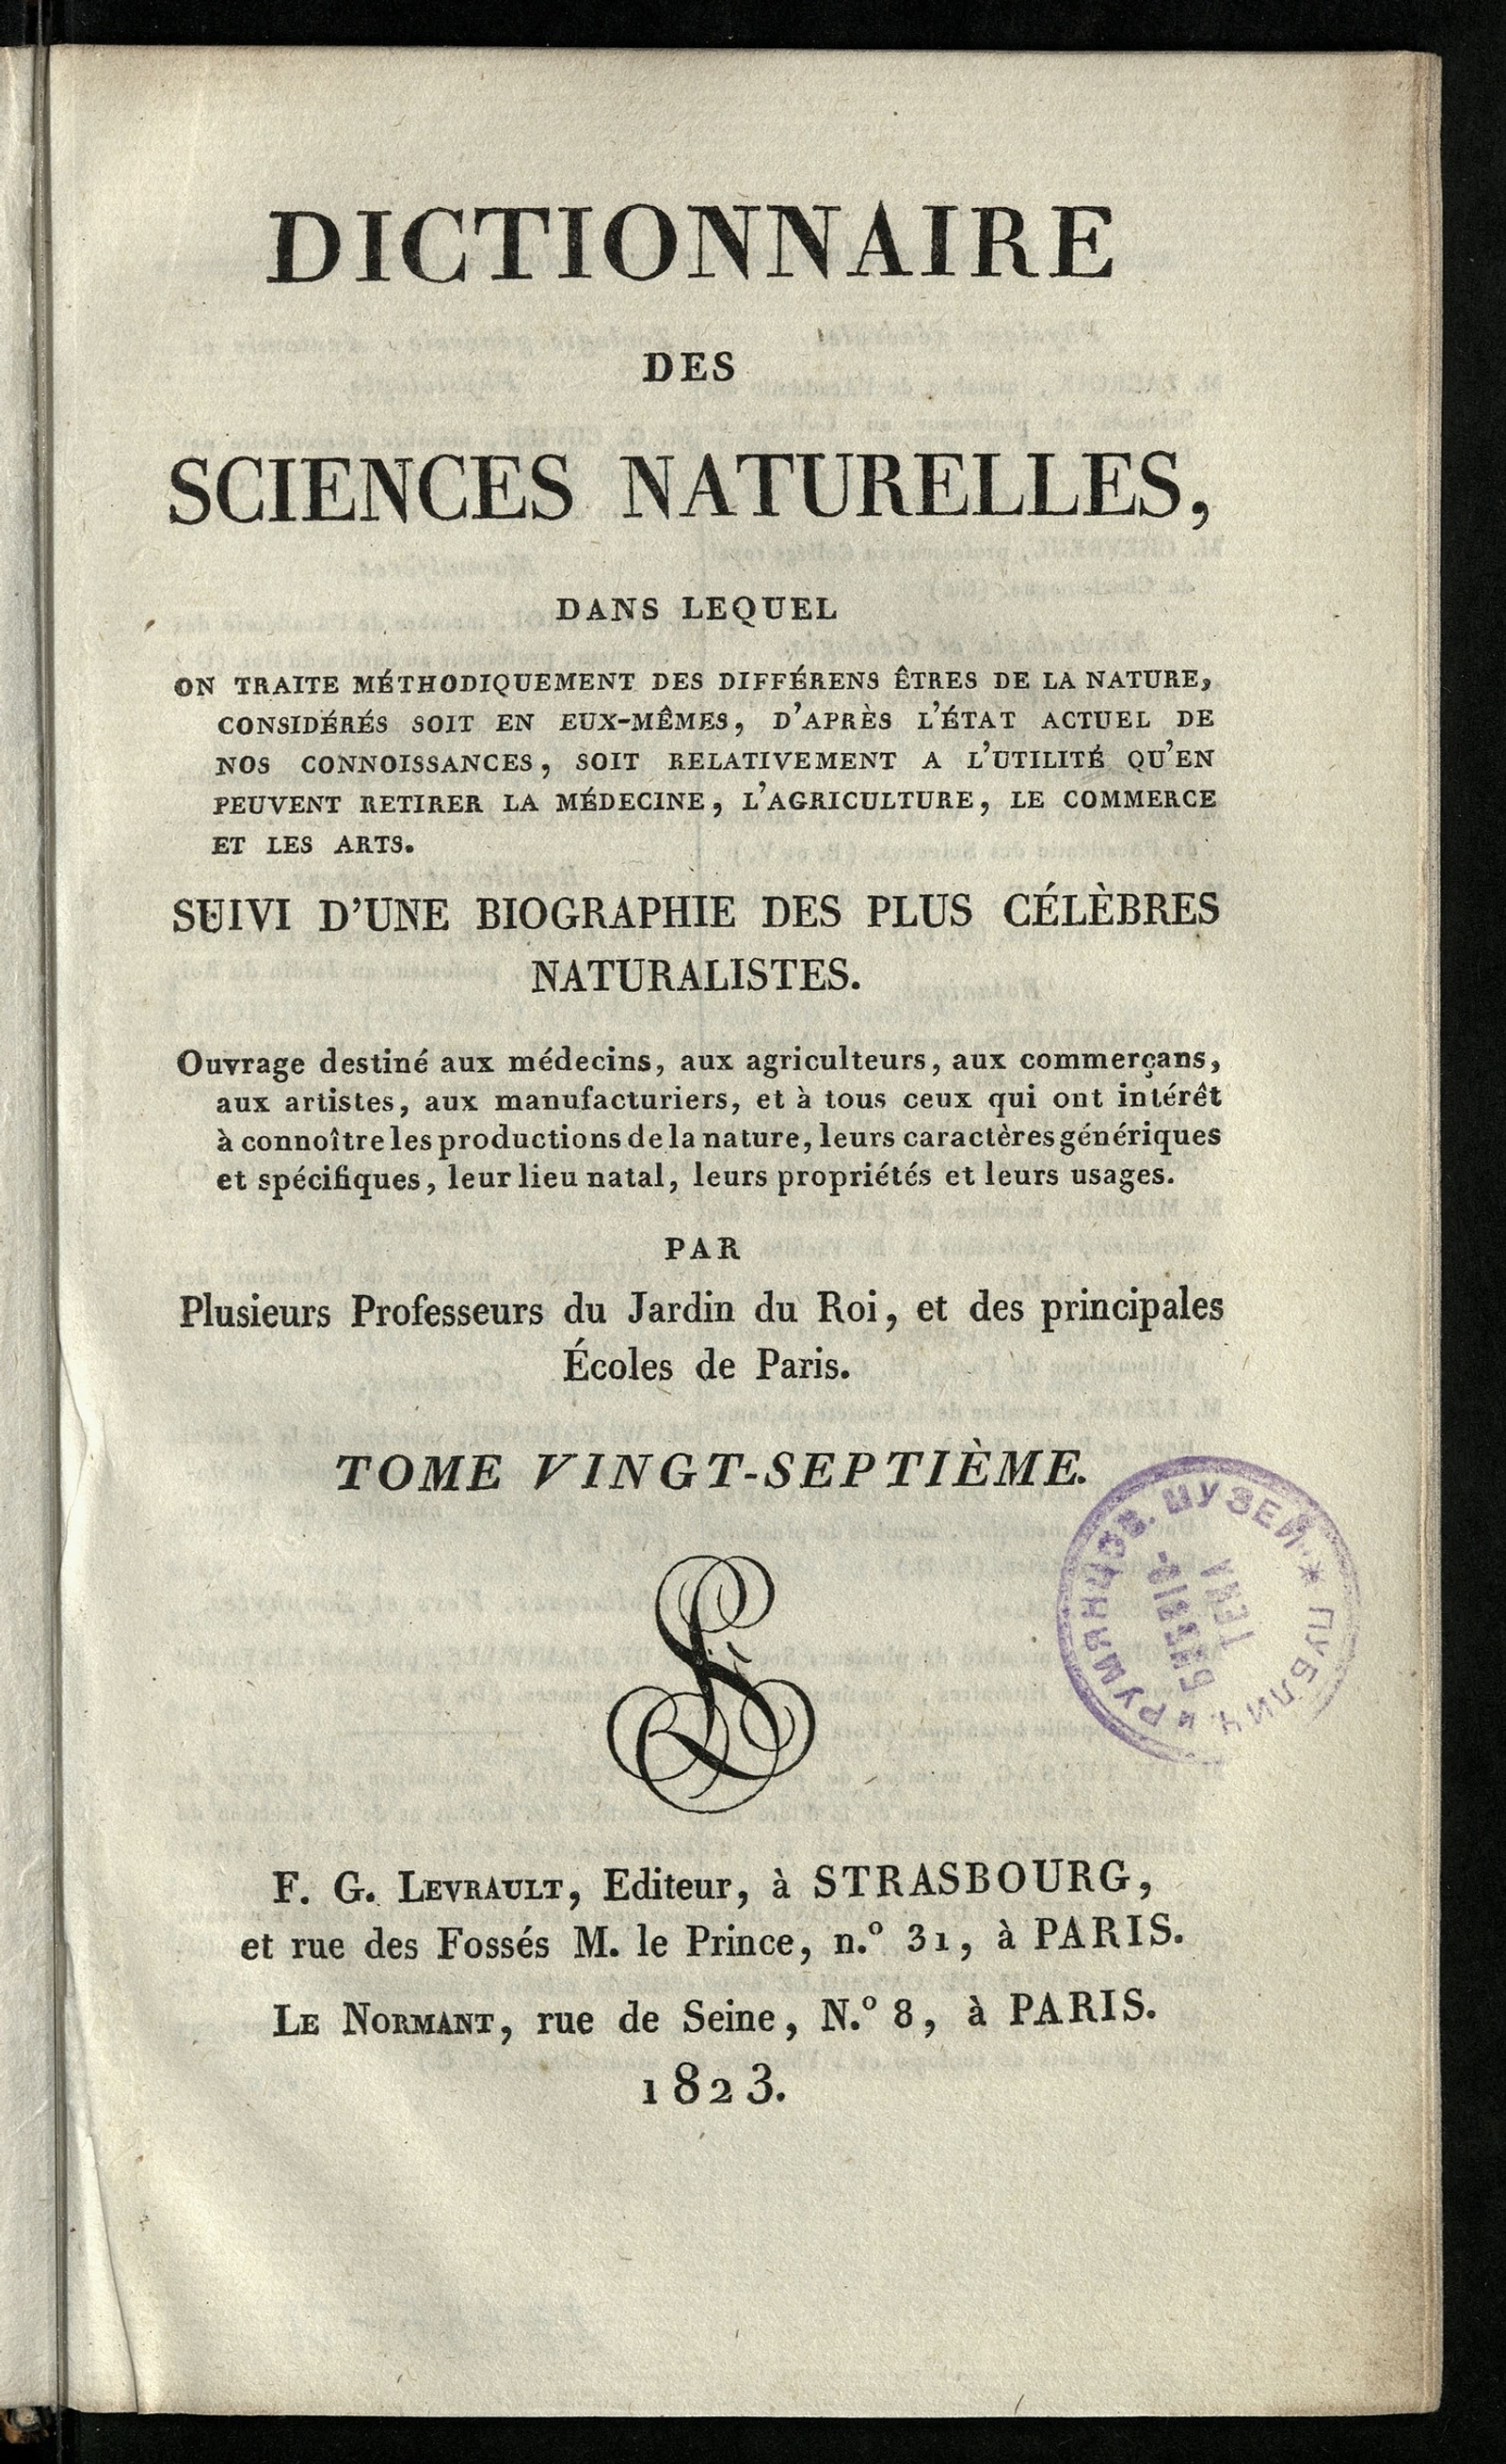 DICTIONNAIRE
DES
SCIENCES NATURELLES,
DANS LEQUEL
ON TRAITE MÉTHODIQUEMENT DES DIFFÉRENS ÊTRES DE LA NATURE,
CONSIDÉRÉS SOIT EN EUX-MÊMES, D'APRÈS L'ÉTAT ACTUEL DE
NOS CONNOISSANCES, SOIT RELATIVEMENT A L'UTILITÉ QU'EN
PEUVENT RETIRER LA MÉDECINE, L'AGRICULTURE, LE COMMERCE
ET LES ARTS.
SUIVI D'UNE BIOGRAPHIE DES PLUS CÉLÈBRES
NATURALISTES.
Ouvrage destiné aux médecins, aux agriculteurs, aux commerçans,
aux artistes, aux manufacturiers, et à tous ceux qui ont intérêt
à connoître les productions de la nature, leurs caractères génériques
et spécifiques, leur lieu natal, leurs propriétés et leurs usages.
PAR
Plusieurs Professeurs du Jardin du Roi, et des principales
Écoles de Paris.
TOME VINGT-SEPTIÈME.
РУМЯНЦОВ. МУЗЕЙ * ПУБЛИЧ. и
БИБЛIО-
ТЕКА
F. G. LEVRAULT, Editeur, à STRASBOURG,
et rue des Fossés M. le Prince, n.º 31, à PARIS.
LE NORMANT, rue de Seine, N.º 8, à PARIS.
1823.